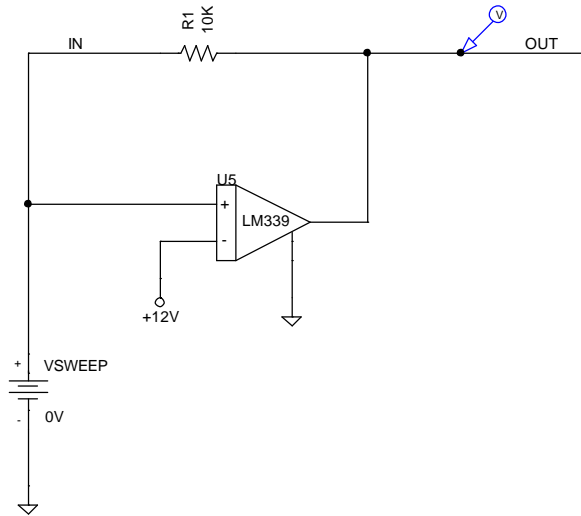 R1
10K
IN
V
OUT
U5
+
LM339
-
+12V
+
VSWEEP
0V
-